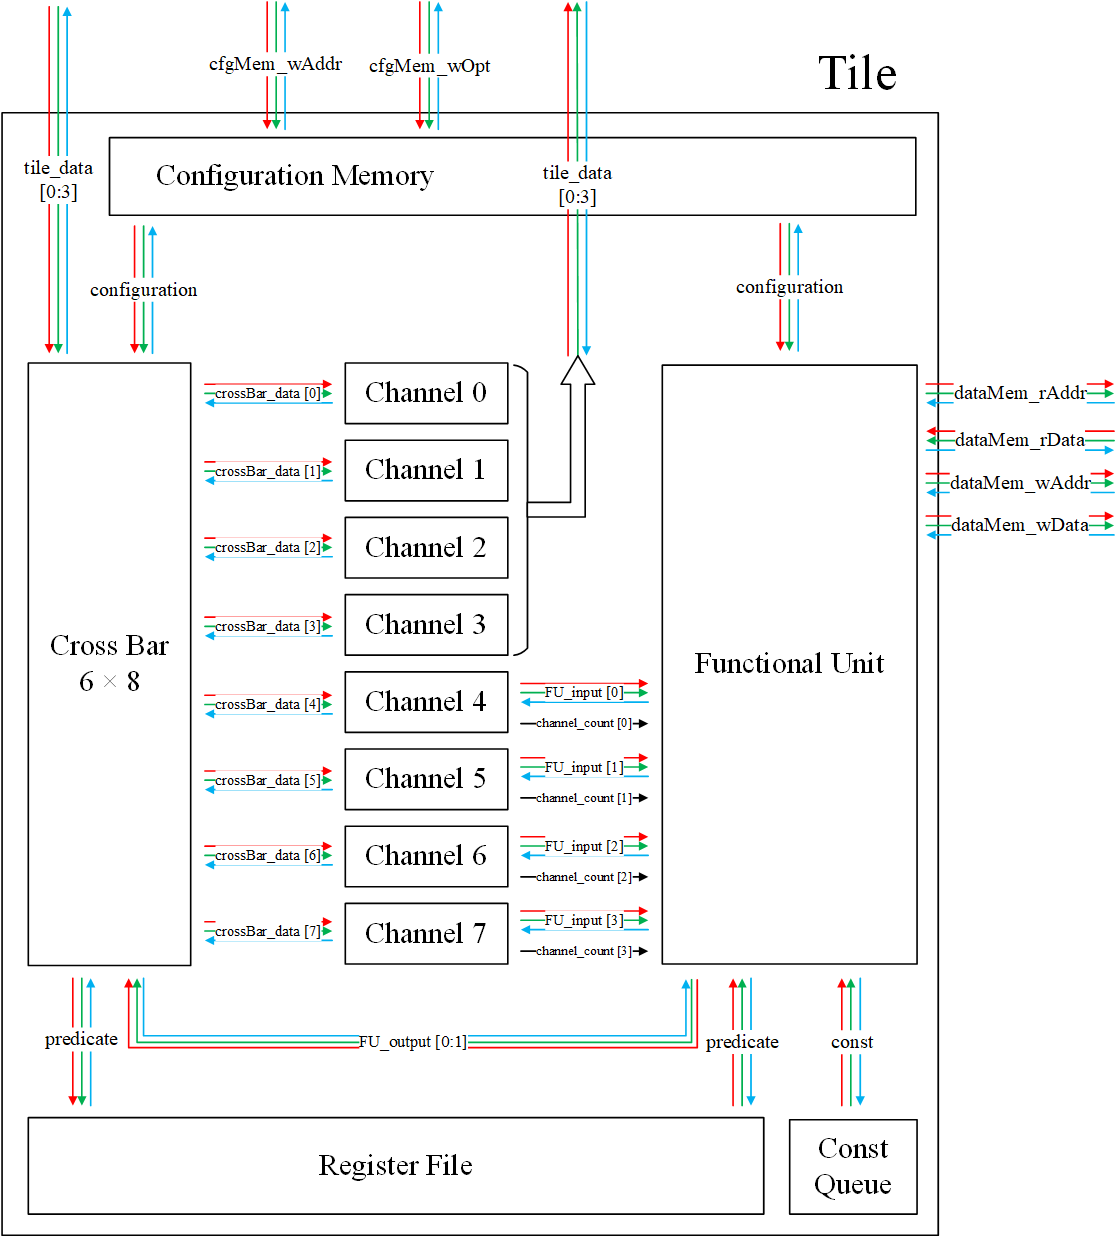 Tile
cfgMem_wAddr
cfgMem_wOpt
tile_data
[0:3]
Configuration Memory
tile_data
[0:3]
configuration
configuration
Cross Bar
6 × 8
crossBar_data [0]
Channel 0
crossBar_data [1]
Channel 1
crossBar_data [2]
Channel 2
crossBar_data [3]
Channel 3
crossBar_data [4]
Channel 4
FU_input [0]
channel_count [0]
crossBar_data [5]
Channel 5
FU_input [1]
channel_count [1]
crossBar_data [6]
Channel 6
FU_input [2]
channel_count [2]
crossBar_data [7]
Channel 7
FU_input [3]
channel_count [3]
Functional Unit
dataMem_rAddr
dataMem_rData
dataMem_wAddr
dataMem_wData
predicate
FU_output [0:1]
predicate
const
Register File
Const
Queue